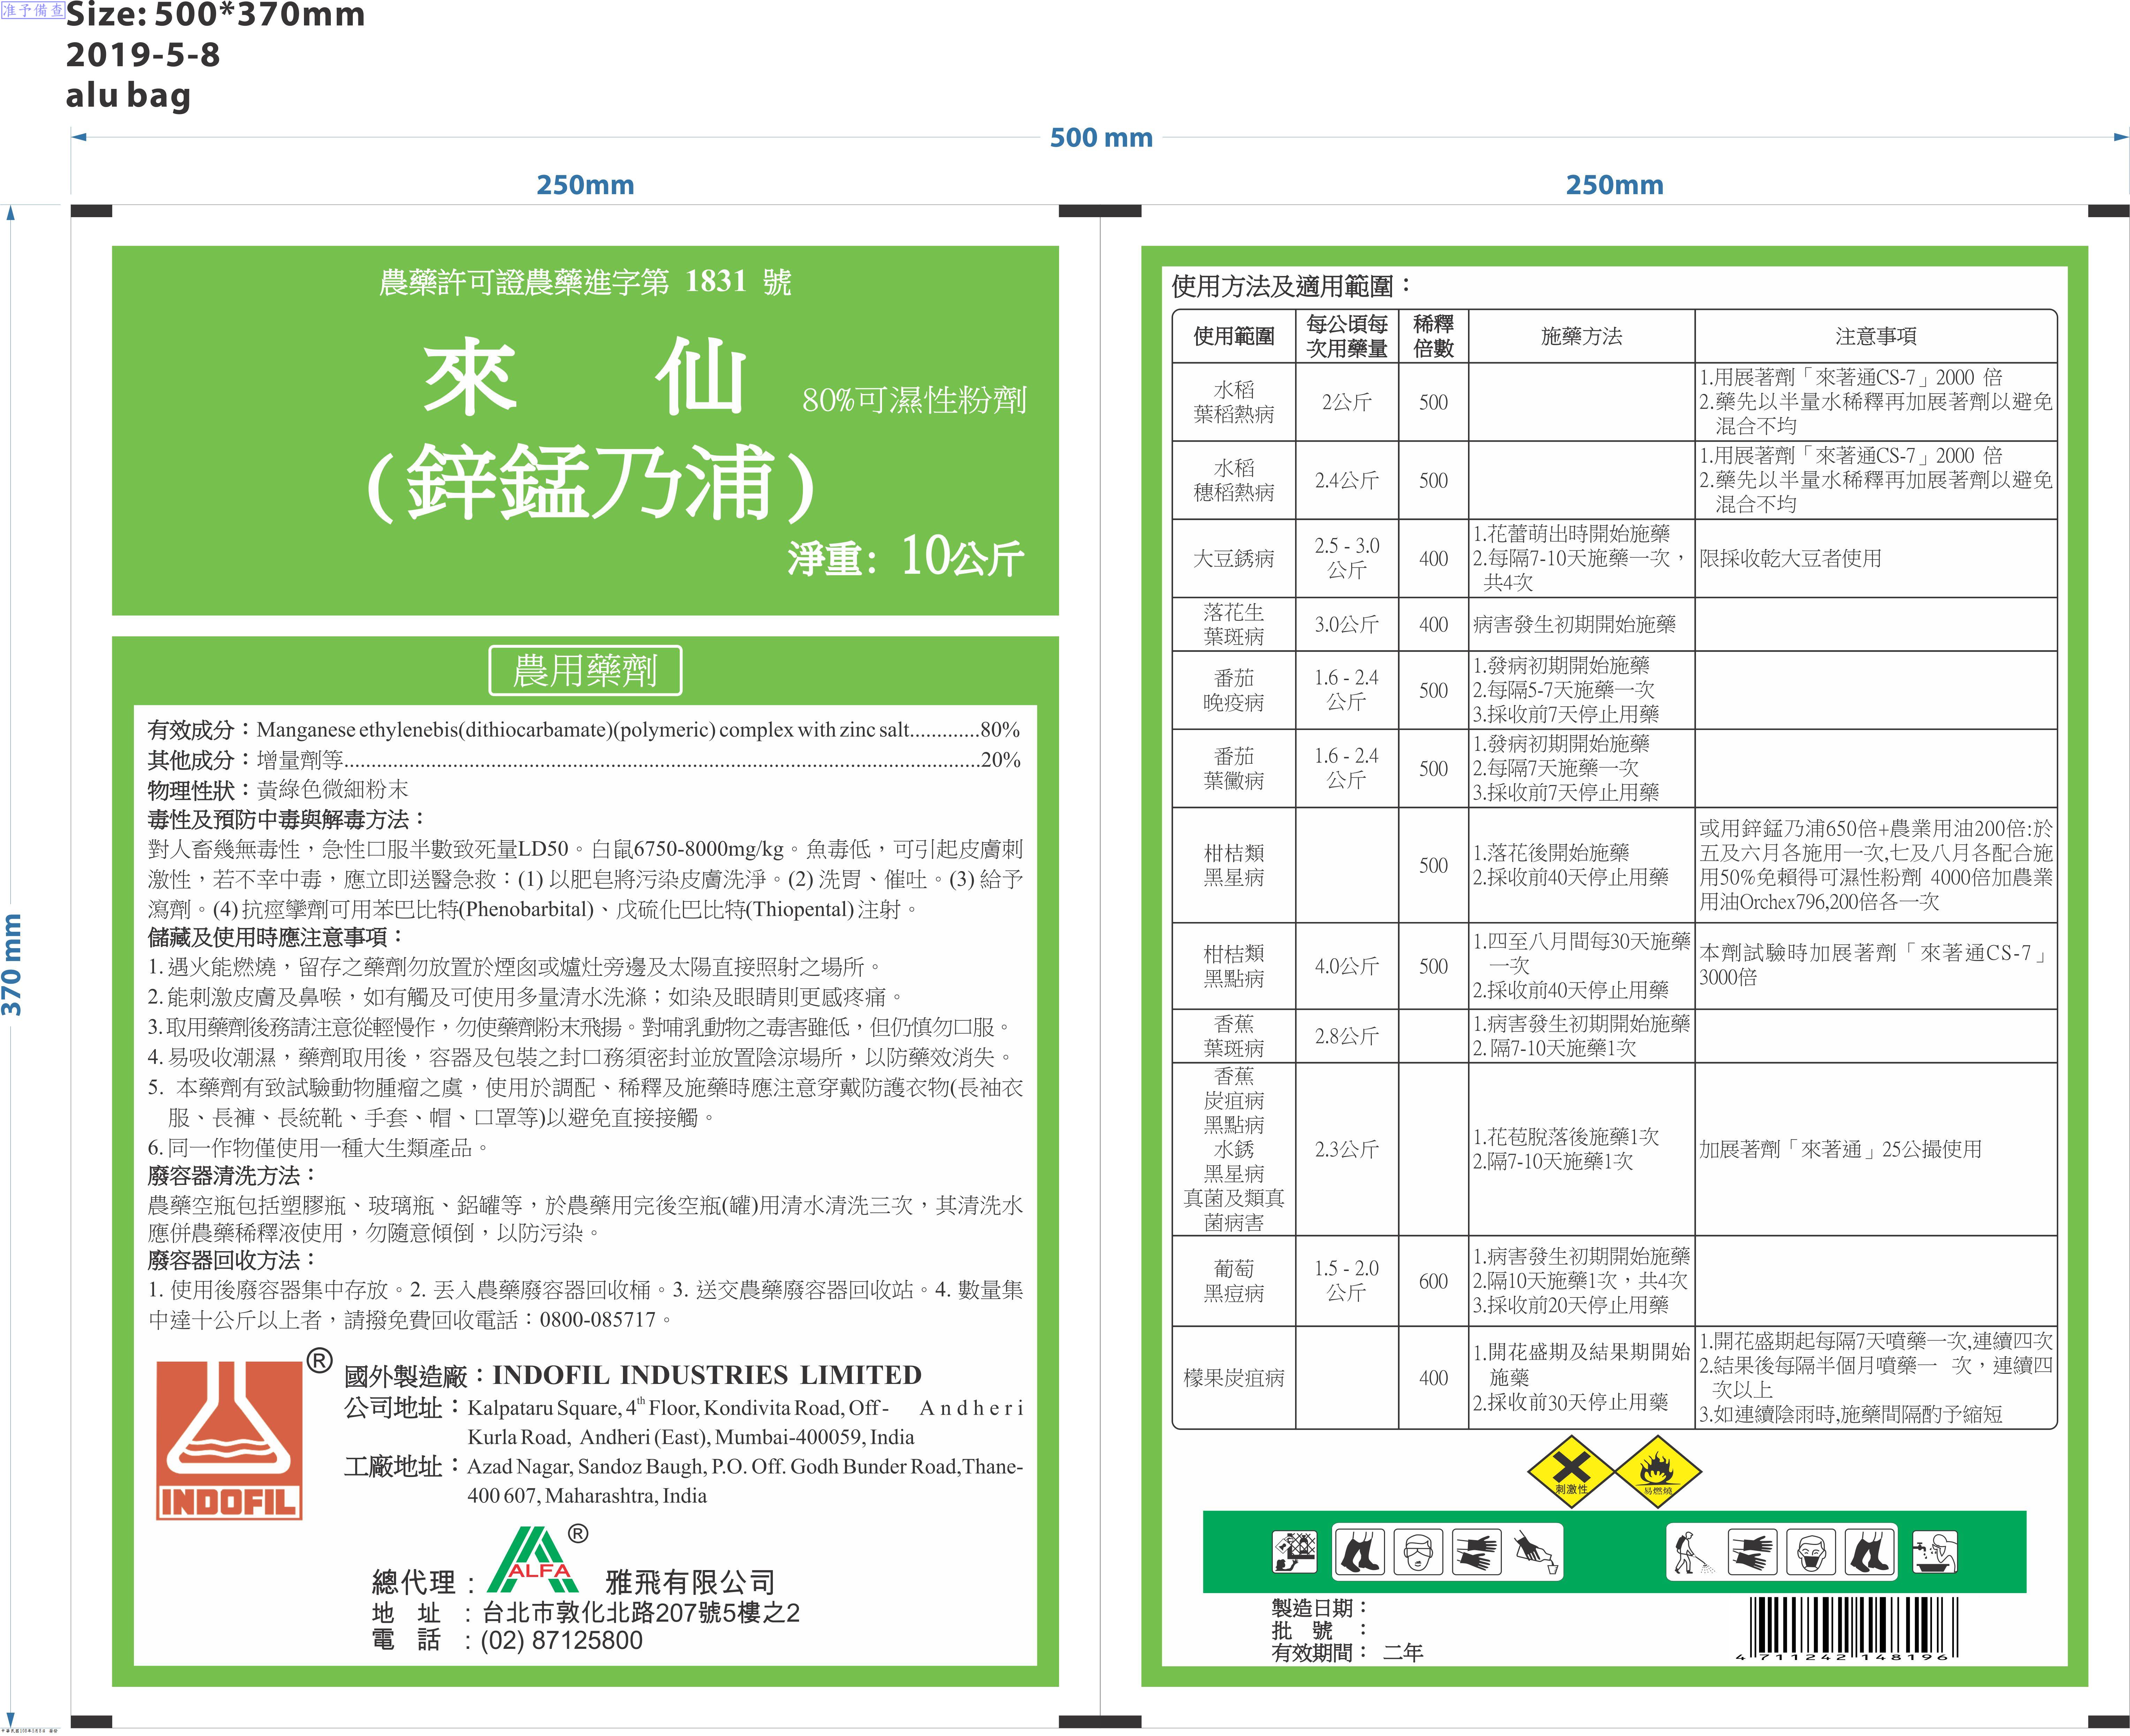 准予備查
Size: 500*370mm
2019-5-8
alu bag
500 mm
250mm
250mm
370 mm
農藥許可證農藥進字第 1831 號
來 仙 80%可濕性粉劑
(鋅錳乃浦)
淨重: 10公斤
農用藥劑
有效成分：Manganese ethylenebis(dithiocarbamate)(polymeric) complex with zinc salt.............80%
其他成分：增量劑等.....................................................................................................................20%
物理性狀：黃綠色微細粉末
毒性及預防中毒與解毒方法：
對人畜幾無毒性，急性口服半數致死量LD50。白鼠6750-8000mg/kg。魚毒低，可引起皮膚刺
激性，若不幸中毒，應立即送醫急救：(1) 以肥皂將污染皮膚洗淨。(2) 洗胃、催吐。(3) 給予
瀉劑。(4) 抗痙攣劑可用苯巴比特(Phenobarbital)、戊硫化巴比特(Thiopental) 注射。
儲藏及使用時應注意事項：
1. 遇火能燃燒，留存之藥劑勿放置於煙囪或爐灶旁邊及太陽直接照射之場所。
2. 能刺激皮膚及鼻喉，如有觸及可使用多量清水洗滌；如染及眼睛則更感疼痛。
3. 取用藥劑後務請注意從輕慢作，勿使藥劑粉末飛揚。對哺乳動物之毒害雖低，但仍慎勿口服。
4. 易吸收潮濕，藥劑取用後，容器及包裝之封口務須密封並放置陰涼場所，以防藥效消失。
5. 本藥劑有致試驗動物腫瘤之虞，使用於調配、稀釋及施藥時應注意穿戴防護衣物(長袖衣
服、長褲、長統靴、手套、帽、口罩等)以避免直接接觸。
6. 同一作物僅使用一種大生類產品。
廢容器清洗方法：
農藥空瓶包括塑膠瓶、玻璃瓶、鋁罐等，於農藥用完後空瓶(罐)用清水清洗三次，其清洗水
應併農藥稀釋液使用，勿隨意傾倒，以防污染。
廢容器回收方法：
1. 使用後廢容器集中存放。2. 丟入農藥廢容器回收桶。3. 送交農藥廢容器回收站。4. 數量集
中達十公斤以上者，請撥免費回收電話：0800-085717。
INDOFIL ®
國外製造廠：INDOFIL INDUSTRIES LIMITED
公司地址：Kalpataru Square, 4th Floor, Kondivita Road, Off- Andheri
Kurla Road, Andheri (East), Mumbai-400059, India
工廠地址：Azad Nagar, Sandoz Baugh, P.O. Off. Godh Bunder Road,Thane-
400 607, Maharashtra, India
總代理：ALFA ® 雅飛有限公司
地 址 ：台北市敦化北路207號5樓之2
電 話 ：(02) 87125800
使用方法及適用範圍：
使用範圍 每公頃每次用藥量 稀釋倍數 施藥方法 注意事項
水稻
葉稻熱病
2公斤
500
1.用展著劑「來著通CS-7」2000 倍
2.藥先以半量水稀釋再加展著劑以避免
混合不均
水稻
穗稻熱病
2.4公斤
500
1.用展著劑「來著通CS-7」2000 倍
2.藥先以半量水稀釋再加展著劑以避免
混合不均
大豆銹病
2.5 - 3.0
公斤
400
1.花蕾萌出時開始施藥
2.每隔7-10天施藥一次，
共4次
限採收乾大豆者使用
落花生
葉斑病
3.0公斤
400
病害發生初期開始施藥
番茄
晚疫病
1.6 - 2.4
公斤
500
1.發病初期開始施藥
2.每隔5-7天施藥一次
3.採收前7天停止用藥
番茄
葉黴病
1.6 - 2.4
公斤
500
1.發病初期開始施藥
2.每隔7天施藥一次
3.採收前7天停止用藥
柑桔類
黑星病
500
1.落花後開始施藥
2.採收前40天停止用藥
或用鋅錳乃浦650倍+農業用油200倍:於
五及六月各施用一次,七及八月各配合施
用50%免賴得可濕性粉劑 4000倍加農業
用油Orchex796,200倍各一次
柑桔類
黑點病
4.0公斤
500
1.四至八月間每30天施藥
一次
2.採收前40天停止用藥
本劑試驗時加展著劑「來著通CS-7」
3000倍
香蕉
葉斑病
2.8公斤
1.病害發生初期開始施藥
2.隔7-10天施藥1次
香蕉
炭疽病
黑點病
水銹
黑星病
真菌及類真
菌病害
2.3公斤
1.花苞脫落後施藥1次
2.隔7-10天施藥1次
加展著劑「來著通」25公撮使用
葡萄
黑痘病
1.5 - 2.0
公斤
600
1.病害發生初期開始施藥
2.隔10天施藥1次，共4次
3.採收前20天停止用藥
檬果炭疽病
400
1.開花盛期及結果期開始
施藥
2.採收前30天停止用藥
1.開花盛期起每隔7天噴藥一次,連續四次
2.結果後每隔半個月噴藥一 次，連續四
次以上
3.如連續陰雨時,施藥間隔酌予縮短
刺激性
易燃燒
製造日期：
批 號 ：
有效期間： 二年
4 711242 148196